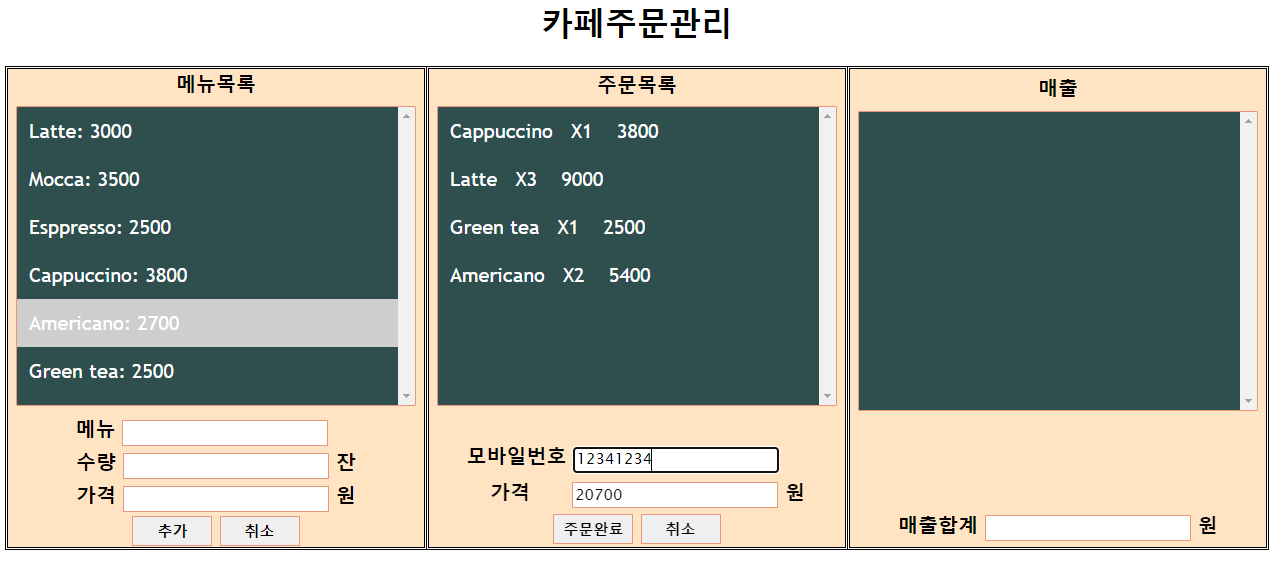 카페주문관리
메뉴목록
Latte: 3000
Mocca: 3500
Esppresso: 2500
Cappuccino: 3800
Americano: 2700
Green tea: 2500
메뉴
수량 잔
가격 원
추가 취소
주문목록
Cappuccino X1 3800
Latte X3 9000
Green tea X1 2500
Americano X2 5400
모바일번호 12341234
가격 20700 원
주문완료 취소
매출
매출합계 원